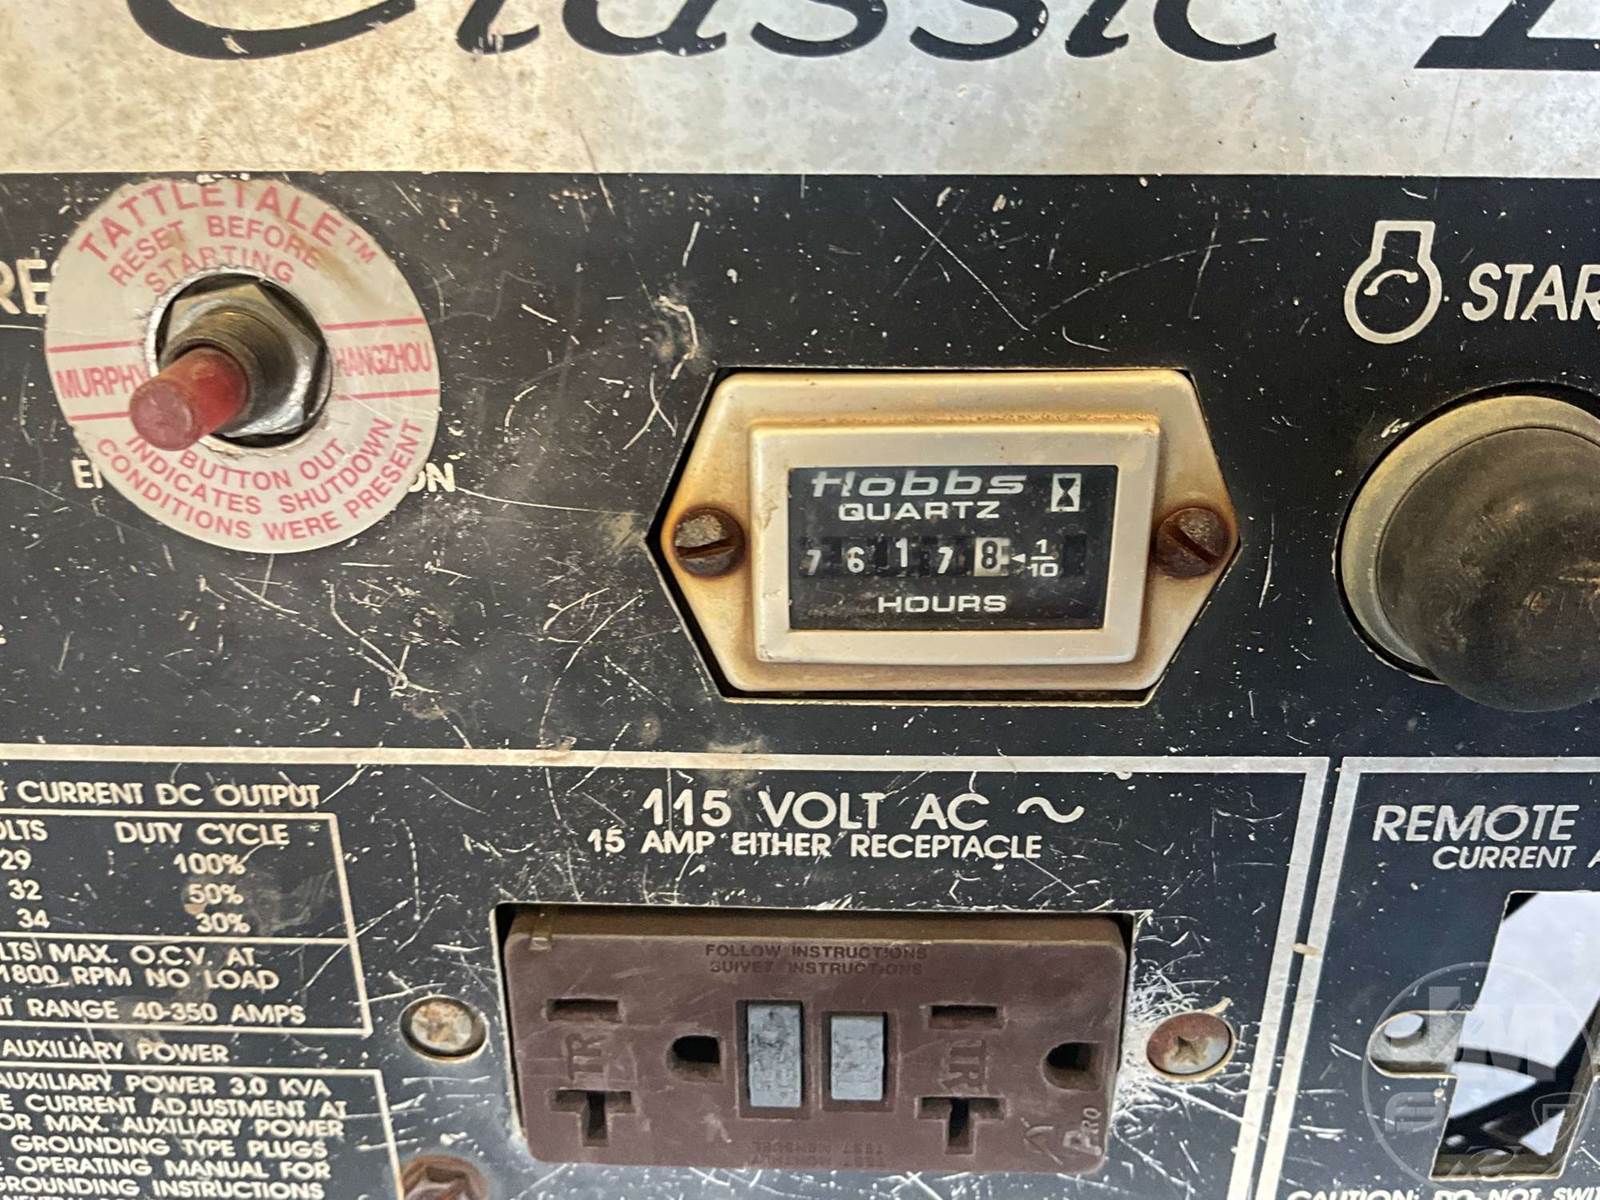 Classic
TATTLETALE™
RESET BEFORE
STARTING
MURPHY HANGZHOU
BUTTON OUT
INDICATES SHUTDOWN
CONDITIONS WERE PRESENT
Hobbs
QUARTZ
7 6 1 7 8 1/10
HOURS
CURRENT DC OUTPUT
DUTY CYCLE
29 100%
32 50%
34 30%
MAX. O.C.V. AT
1800 RPM NO LOAD
RANGE 40-350 AMPS
AUXILIARY POWER
AUXILIARY POWER 3.0 KVA
CURRENT ADJUSTMENT AT
MAX. AUXILIARY POWER
GROUNDING TYPE PLUGS
OPERATING MANUAL FOR
GROUNDING INSTRUCTIONS
115 VOLT AC ~
15 AMP EITHER RECEPTACLE
FOLLOW INSTRUCTIONS
SUIVET INSTRUCTIONS
TR TR
PRO
REMOTE
CURRENT